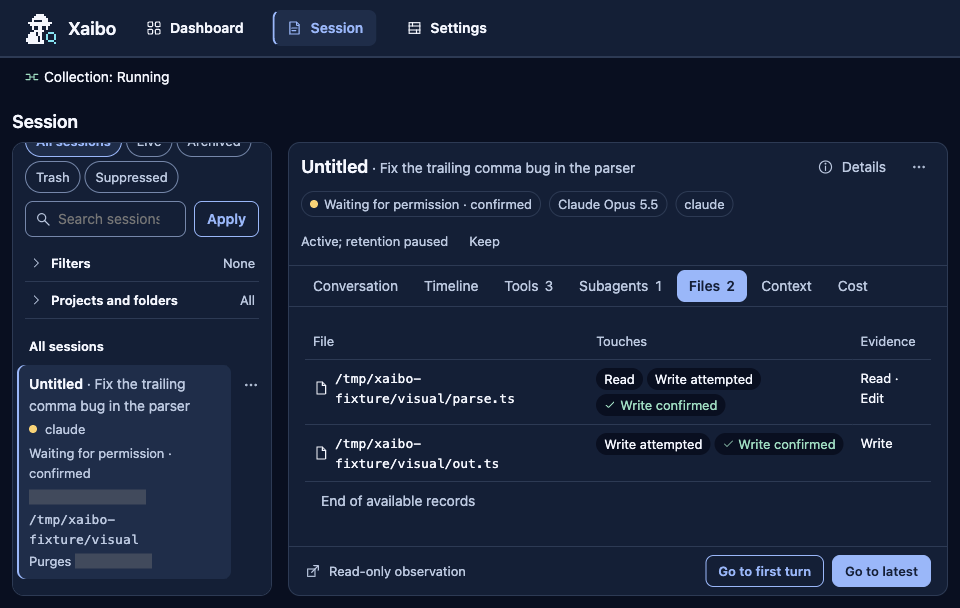 Xaibo Dashboard Session Settings
Collection: Running
Session
All sessions Live Archived
Trash Suppressed
Search sessions Apply
Filters None
Projects and folders All
All sessions
Untitled · Fix the trailing
comma bug in the parser
claude
Waiting for permission ·
confirmed
/tmp/xaibo-
fixture/visual
Purges
Untitled · Fix the trailing comma bug in the parser Details
Waiting for permission · confirmed Claude Opus 5.5 claude
Active; retention paused Keep
Conversation Timeline Tools 3 Subagents 1 Files 2 Context Cost
File Touches Evidence
/tmp/xaibo-
fixture/visual/parse.ts
Read Write attempted
Write confirmed
Read ·
Edit
/tmp/xaibo-
fixture/visual/out.ts
Write attempted Write confirmed Write
End of available records
Read-only observation Go to first turn Go to latest